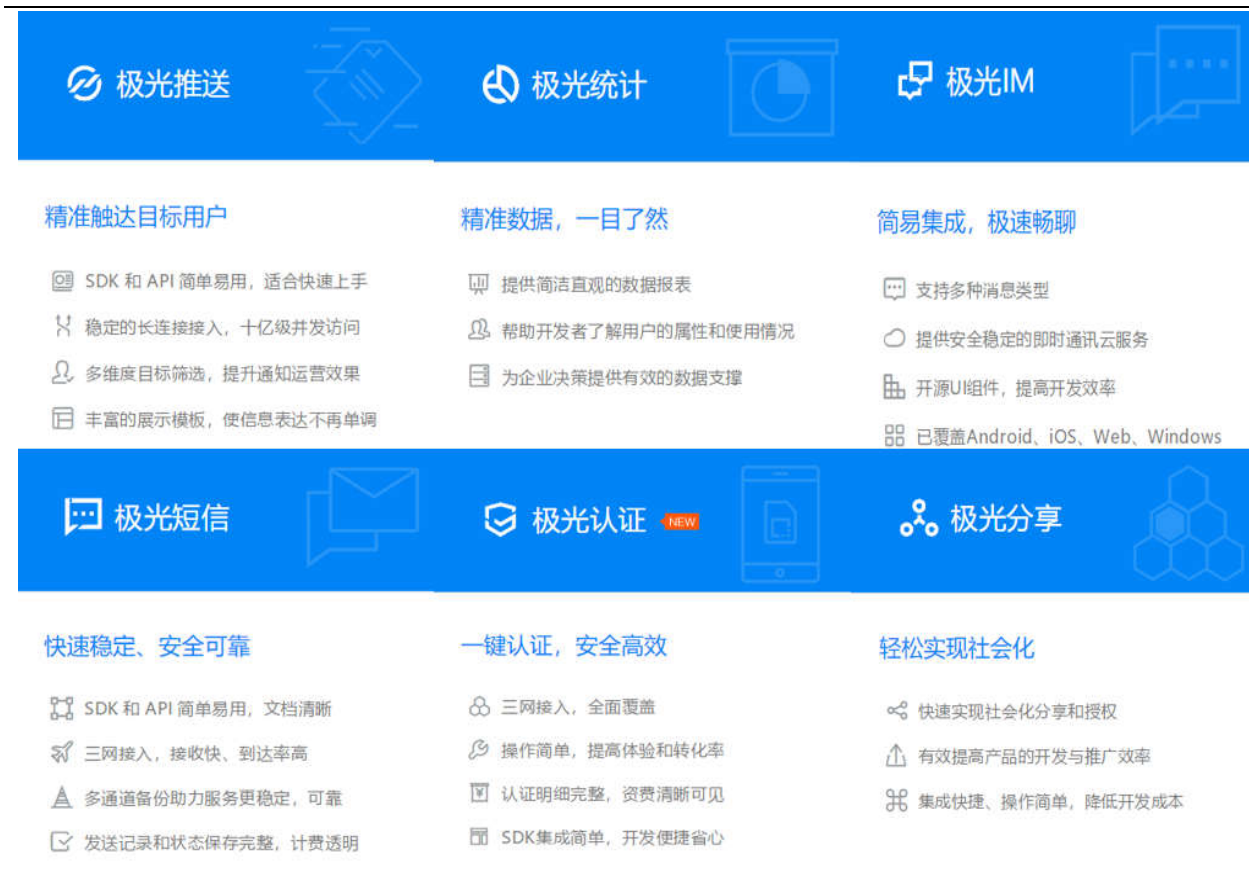 极光推送
精准触达目标用户
SDK 和 API 简单易用，适合快速上手
稳定的长连接接入，十亿级并发访问
多维度目标筛选，提升通知运营效果
丰富的展示模板，使信息表达不再单调
极光统计
精准数据，一目了然
提供简洁直观的数据报表
帮助开发者了解用户的属性和使用情况
为企业决策提供有效的数据支撑
极光IM
简易集成，极速畅聊
支持多种消息类型
提供安全稳定的即时通讯云服务
开源UI组件，提高开发效率
已覆盖Android、iOS、Web、Windows
极光短信
快速稳定、安全可靠
SDK 和 API 简单易用，文档清晰
三网接入，接收快、到达率高
多通道备份助力服务更稳定，可靠
发送记录和状态保存完整，计费透明
极光认证 NEW
一键认证，安全高效
三网接入，全面覆盖
操作简单，提高体验和转化率
认证明细完整，资费清晰可见
SDK集成简单，开发便捷省心
极光分享
轻松实现社会化
快速实现社会化分享和授权
有效提高产品的开发与推广效率
集成快捷、操作简单，降低开发成本